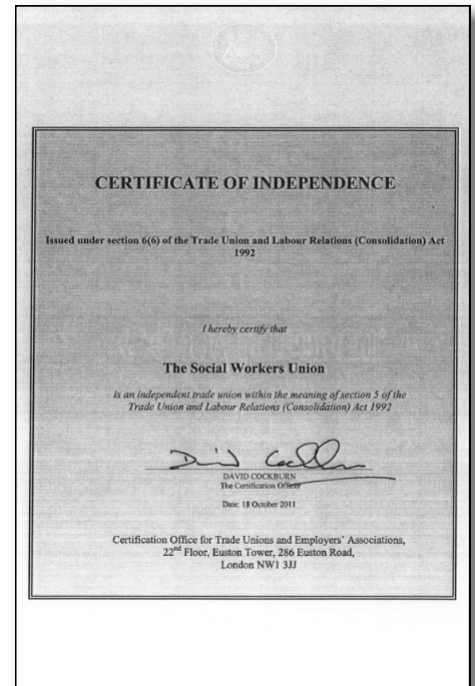 CERTIFICATE OF INDEPENDENCE
Issued under section 6(6) of the Trade Union and Labour Relations (Consolidation) Act
1992
I hereby certify that
The Social Workers Union
is an independent trade union within the meaning of section 5 of the
Trade Union and Labour Relations (Consolidation) Act 1992
David Cockburn
DAVID COCKBURN
The Certification Officer
Date: 18 October 2011
Certification Office for Trade Unions and Employers' Associations,
22nd Floor, Euston Tower, 286 Euston Road,
London NW1 3JJ